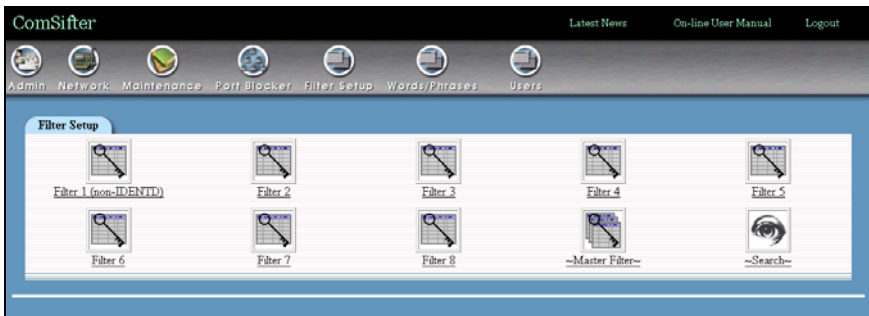 ComSifter
Latest News On-line User Manual Logout
Admin Network Maintenance Port Blocker Filter Setup Words/Phrases Users
Filter Setup
Filter 1 (non-IDENTD) Filter 2 Filter 3 Filter 4 Filter 5
Filter 6 Filter 7 Filter 8 ~Master Filter~ ~Search~